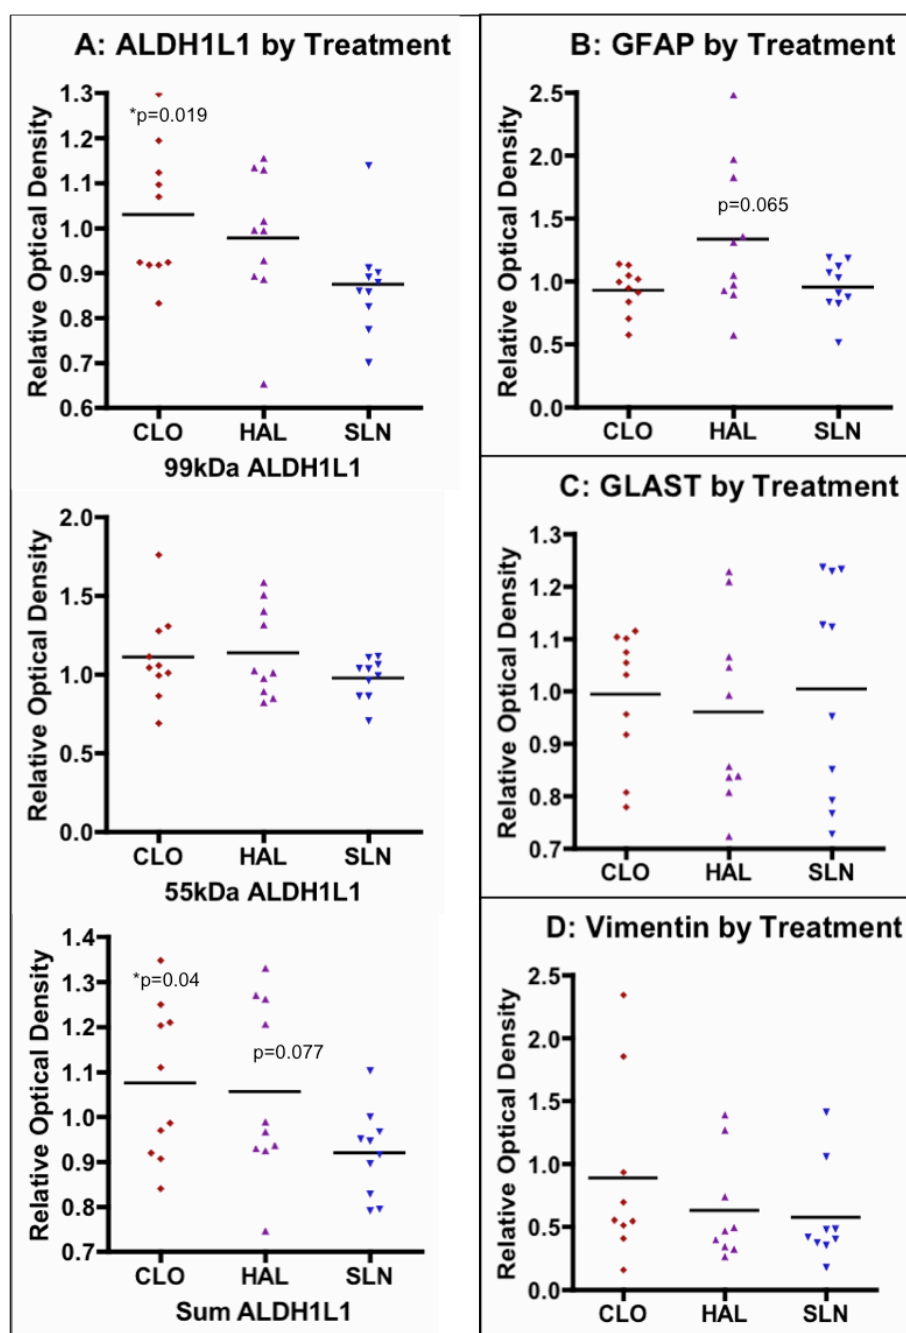 A: ALDH1L1 by Treatment
Relative Optical Density
1.3
1.2
1.1
1.0
0.9
0.8
0.7
0.6
*p=0.019
CLO HAL SLN
99kDa ALDH1L1
Relative Optical Density
2.0
1.5
1.0
0.5
0.0
CLO HAL SLN
55kDa ALDH1L1
Relative Optical Density
1.4
1.3
1.2
1.1
1.0
0.9
0.8
0.7
*p=0.04
p=0.077
CLO HAL SLN
Sum ALDH1L1
B: GFAP by Treatment
Relative Optical Density
2.5
2.0
1.5
1.0
0.5
0.0
p=0.065
CLO HAL SLN
C: GLAST by Treatment
Relative Optical Density
1.3
1.2
1.1
1.0
0.9
0.8
0.7
CLO HAL SLN
D: Vimentin by Treatment
Relative Optical Density
2.5
2.0
1.5
1.0
0.5
0.0
CLO HAL SLN